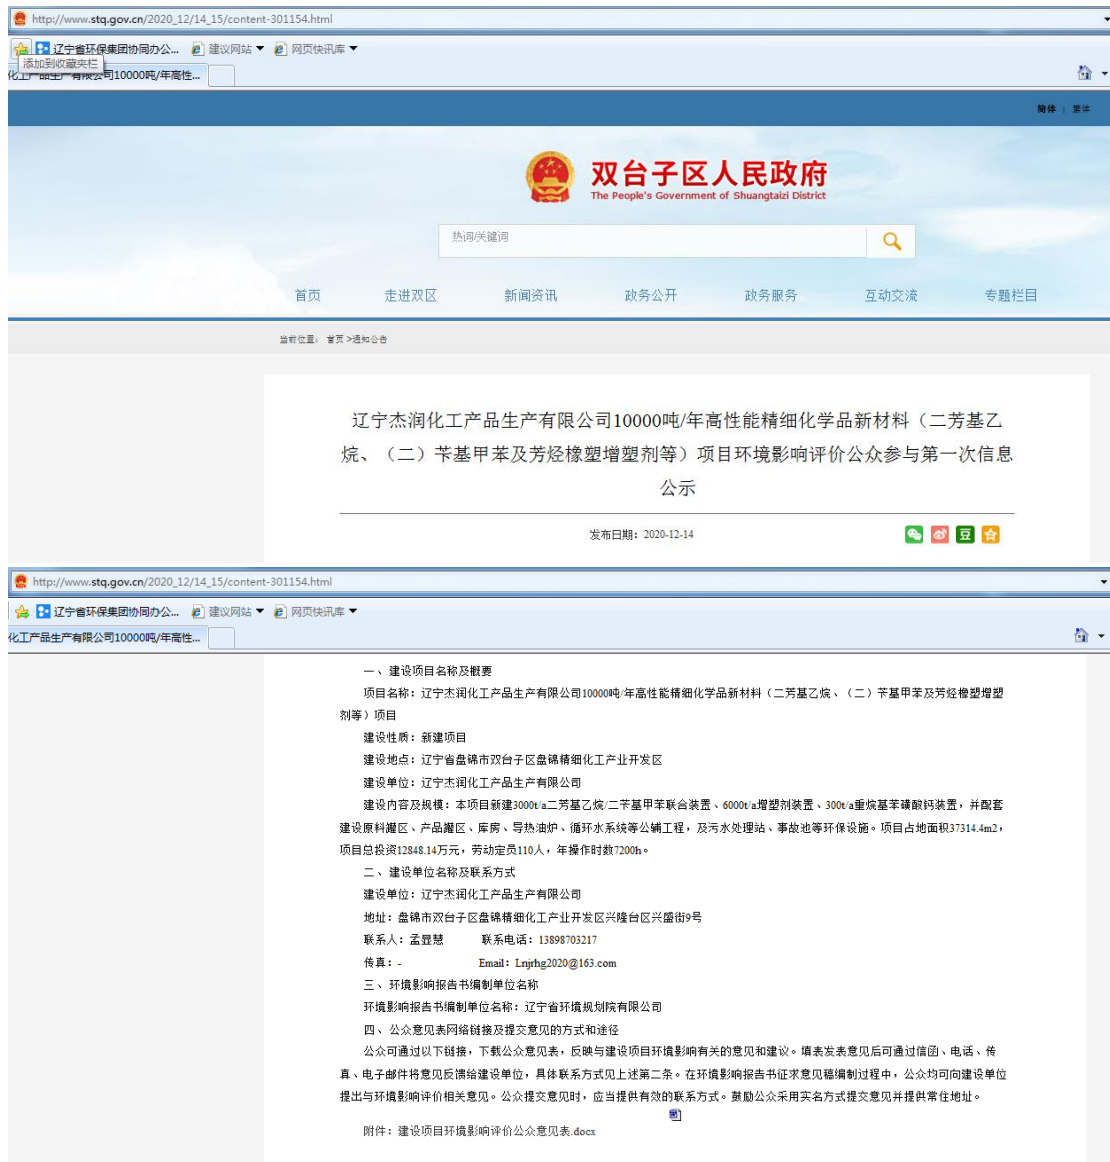 http://www.stq.gov.cn/2020_12/14_15/content-301154.html
辽宁省环保集团协同办公... 建议网站 网页快讯库
添加到收藏夹栏
化工产品生产有限公司10000吨/年高性...
简体 | 繁体
双台子区人民政府
The People's Government of Shuangtaizi District
热词/关键词
首页 走进双区 新闻资讯 政务公开 政务服务 互动交流 专题栏目
当前位置: 首页 >通知公告
辽宁杰润化工产品生产有限公司10000吨/年高性能精细化学品新材料(二芳基乙
烷、(二)苄基甲苯及芳烃橡塑增塑剂等)项目环境影响评价公众参与第一次信息
公示
发布日期: 2020-12-14
豆
http://www.stq.gov.cn/2020_12/14_15/content-301154.html
辽宁省环保集团协同办公... 建议网站 网页快讯库
化工产品生产有限公司10000吨/年高性...
一、建设项目名称及概要
项目名称:辽宁杰润化工产品生产有限公司10000吨/年高性能精细化学品新材料(二芳基乙烷、(二)苄基甲苯及芳烃橡塑增塑
剂等)项目
建设性质:新建项目
建设地点:辽宁省盘锦市双台子区盘锦精细化工产业开发区
建设单位:辽宁杰润化工产品生产有限公司
建设内容及规模:本项目新建3000t/a二芳基乙烷/二苄基甲苯联合装置、6000t/a增塑剂装置、300t/a重烷基苯磺酸钙装置,并配套
建设原料罐区、产品罐区、库房、导热油炉、循环水系统等公辅工程,及污水处理站、事故池等环保设施。项目占地面积37314.4m2,
项目总投资12848.14万元,劳动定员110人,年操作时数7200h。
二、建设单位名称及联系方式
建设单位:辽宁杰润化工产品生产有限公司
地址:盘锦市双台子区盘锦精细化工产业开发区兴隆台区兴盛街9号
联系人:孟显慧 联系电话:13898703217
传真:- Email:Lnjrhg2020@163.com
三、环境影响报告书编制单位名称
环境影响报告书编制单位名称:辽宁省环境规划院有限公司
四、公众意见表网络链接及提交意见的方式和途径
公众可通过以下链接,下载公众意见表,反映与建设项目环境影响有关的意见和建议。填表发表意见后可通过信函、电话、传
真、电子邮件将意见反馈给建设单位,具体联系方式见上述第二条。在环境影响报告书征求意见稿编制过程中,公众均可向建设单位
提出与环境影响评价相关意见。公众提交意见时,应当提供有效的联系方式。鼓励公众采用实名方式提交意见并提供常住地址。
附件:建设项目环境影响评价公众意见表.docx